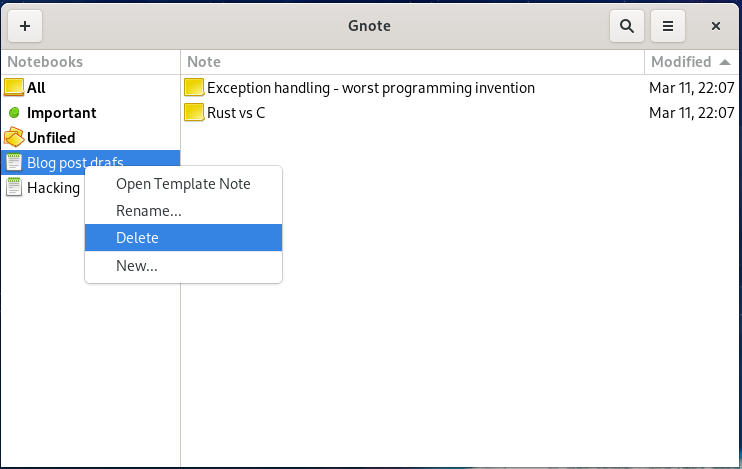 Gnote
Notebooks Note Modified
All Exception handling - worst programming invention Mar 11, 22:07
Important Rust vs C Mar 11, 22:07
Unfiled
Blog post drafs
Hacking
Open Template Note
Rename...
Delete
New...